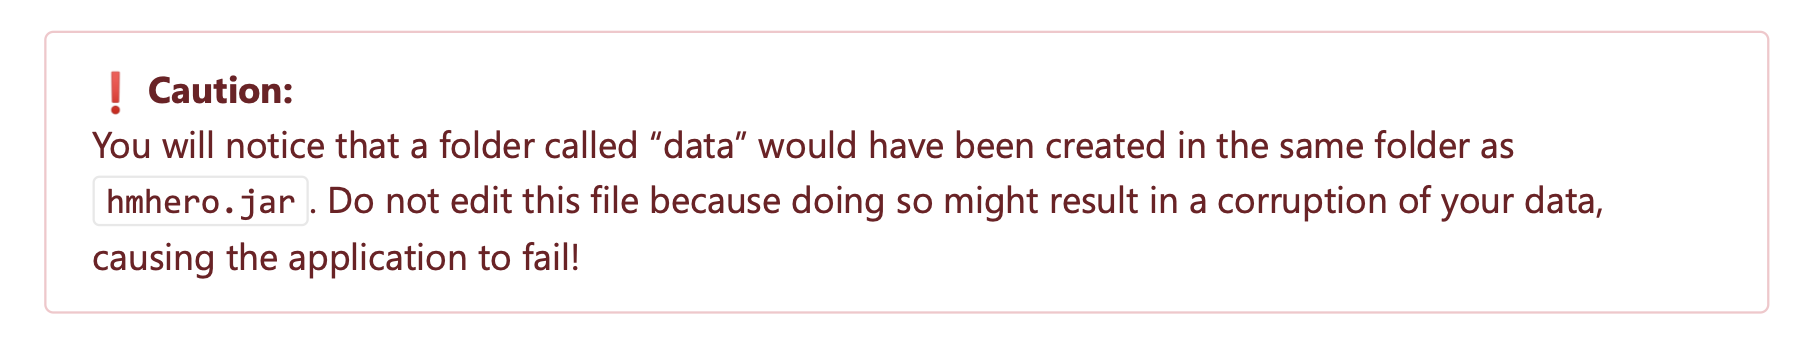 ❗ Caution:
You will notice that a folder called “data” would have been created in the same folder as
hmhero.jar. Do not edit this file because doing so might result in a corruption of your data,
causing the application to fail!